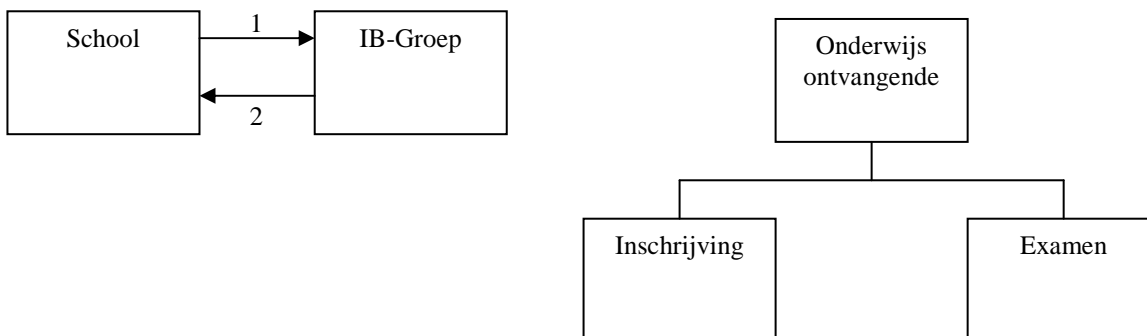 School
1
IB-Groep
2
Onderwijs
ontvangende
Inschrijving
Examen